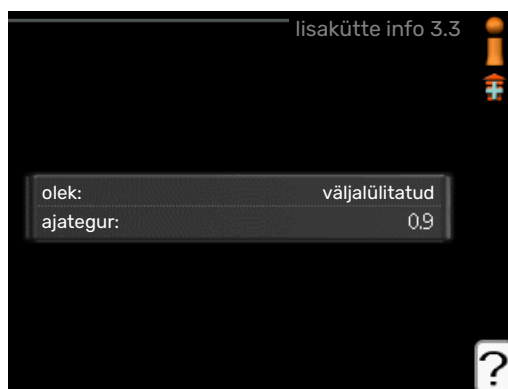 lisakütte info 3.3
olek: väljalülitatud
ajategur: 0.9
?